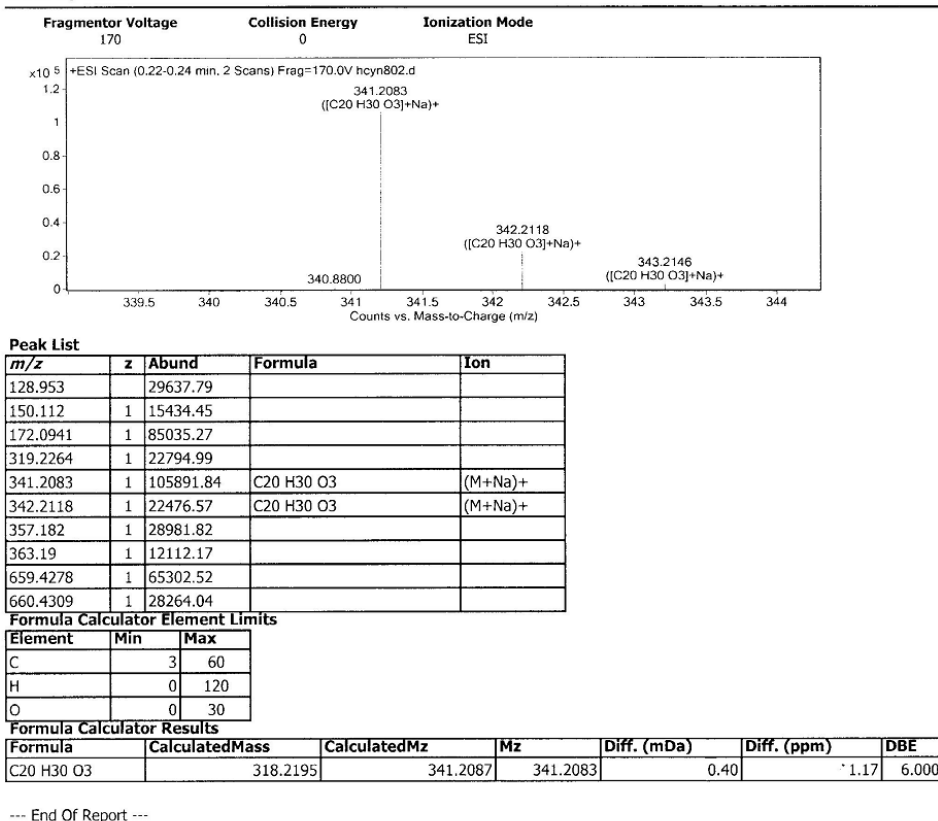 Fragmentor Voltage Collision Energy Ionization Mode
170 0 ESI
x10 5 +ESI Scan (0.22-0.24 min, 2 Scans) Frag=170.0V hcyn802.d
1.2
341.2083
([C20 H30 O3]+Na)+
1
0.8
0.6
0.4
342.2118
([C20 H30 O3]+Na)+
0.2
343.2146
([C20 H30 O3]+Na)+
340.8800
0
339.5 340 340.5 341 341.5 342 342.5 343 343.5 344
Counts vs. Mass-to-Charge (m/z)
Peak List
m/z z Abund Formula Ion
128.953 29637.79
150.112 1 15434.45
172.0941 1 85035.27
319.2264 1 22794.99
341.2083 1 105891.84 C20 H30 O3 (M+Na)+
342.2118 1 22476.57 C20 H30 O3 (M+Na)+
357.182 1 28981.82
363.19 1 12112.17
659.4278 1 65302.52
660.4309 1 28264.04
Formula Calculator Element Limits
Element Min Max
C 3 60
H 0 120
O 0 30
Formula Calculator Results
Formula CalculatedMass CalculatedMz Mz Diff. (mDa) Diff. (ppm) DBE
C20 H30 O3 318.2195 341.2087 341.2083 0.40 1.17 6.000
--- End Of Report ---